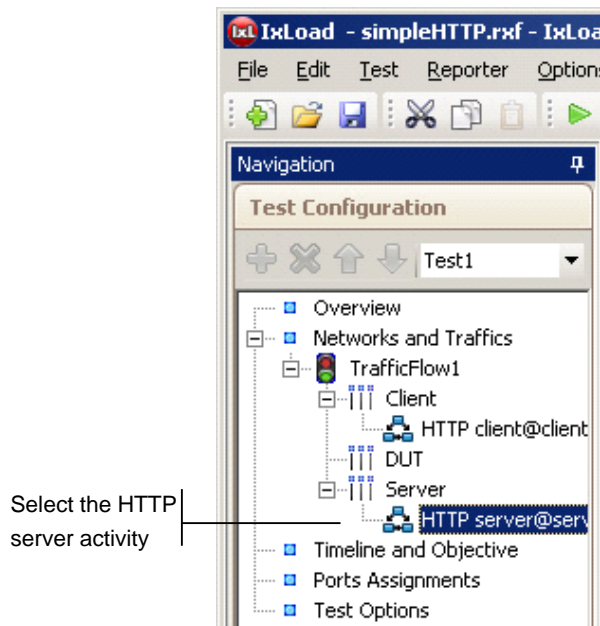 IxL IxLoad - simpleHTTP.rxf - IxLoa
File Edit Test Reporter Options
Navigation
Test Configuration
Test1
Overview
Networks and Traffics
TrafficFlow1
Client
HTTP client@client
DUT
Server
HTTP server@serv
Select the HTTP
server activity
Timeline and Objective
Ports Assignments
Test Options